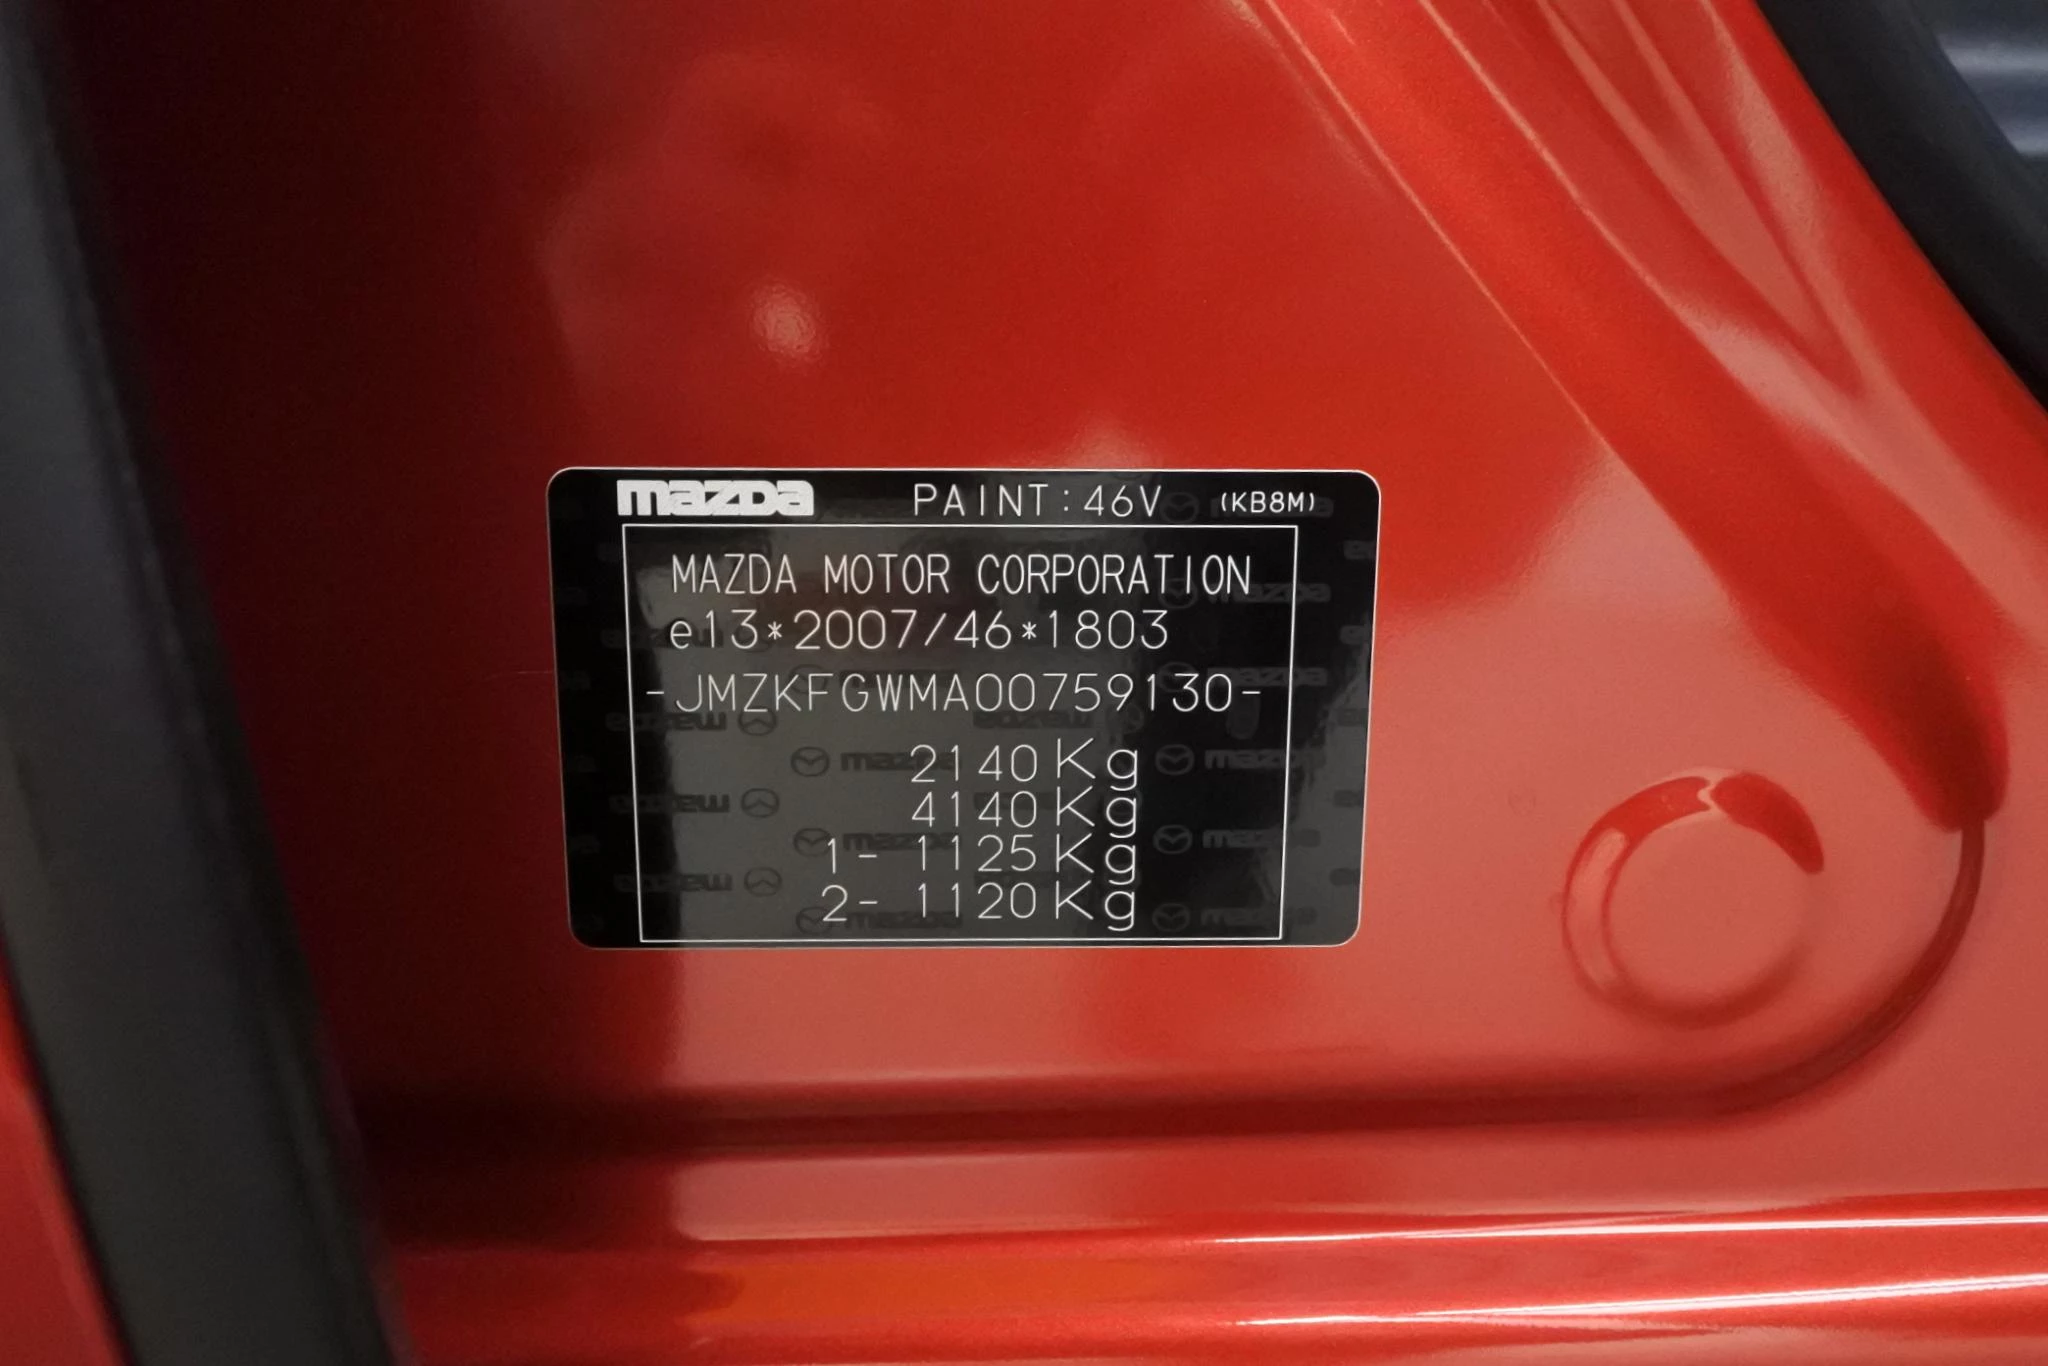 mazda PAINT:46V (KB8M)
MAZDA MOTOR CORPORATION
e13*2007/46*1803
-JMZKFGWMA00759130-
2140Kg
4140Kg
1- 1125Kg
2- 1120Kg